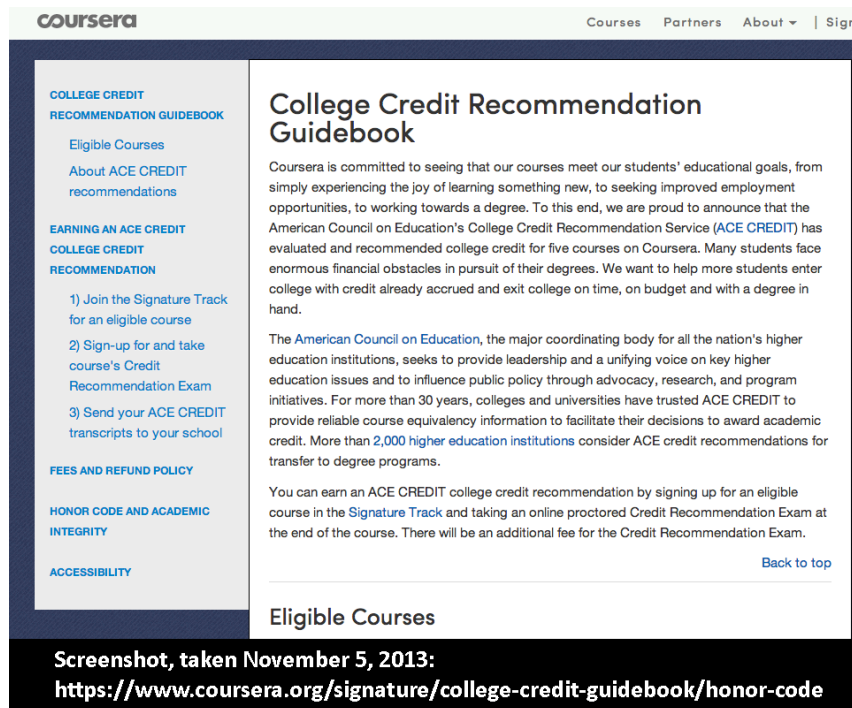 coursera
Courses Partners About | Sign
COLLEGE CREDIT
RECOMMENDATION GUIDEBOOK
Eligible Courses
About ACE CREDIT
recommendations
EARNING AN ACE CREDIT
COLLEGE CREDIT
RECOMMENDATION
1) Join the Signature Track
for an eligible course
2) Sign-up for and take
course's Credit
Recommendation Exam
3) Send your ACE CREDIT
transcripts to your school
FEES AND REFUND POLICY
HONOR CODE AND ACADEMIC
INTEGRITY
ACCESSIBILITY
College Credit Recommendation
Guidebook
Coursera is committed to seeing that our courses meet our students' educational goals, from
simply experiencing the joy of learning something new, to seeking improved employment
opportunities, to working towards a degree. To this end, we are proud to announce that the
American Council on Education's College Credit Recommendation Service (ACE CREDIT) has
evaluated and recommended college credit for five courses on Coursera. Many students face
enormous financial obstacles in pursuit of their degrees. We want to help more students enter
college with credit already accrued and exit college on time, on budget and with a degree in
hand.
The American Council on Education, the major coordinating body for all the nation's higher
education institutions, seeks to provide leadership and a unifying voice on key higher
education issues and to influence public policy through advocacy, research, and program
initiatives. For more than 30 years, colleges and universities have trusted ACE CREDIT to
provide reliable course equivalency information to facilitate their decisions to award academic
credit. More than 2,000 higher education institutions consider ACE credit recommendations for
transfer to degree programs.
You can earn an ACE CREDIT college credit recommendation by signing up for an eligible
course in the Signature Track and taking an online proctored Credit Recommendation Exam at
the end of the course. There will be an additional fee for the Credit Recommendation Exam.
Back to top
Eligible Courses
Screenshot, taken November 5, 2013:
https://www.coursera.org/signature/college-credit-guidebook/honor-code